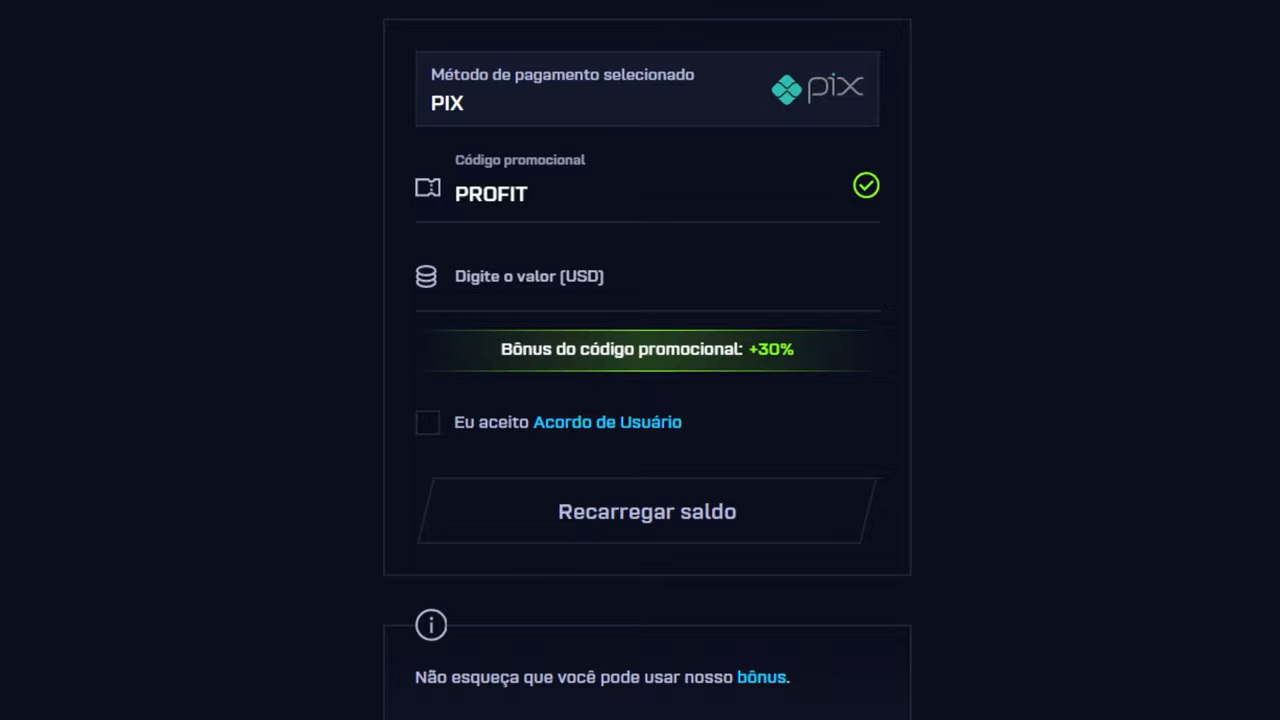 Método de pagamento selecionado
PIX
pix
Código promocional
PROFIT
Digite o valor (USD)
Bônus do código promocional: +30%
Eu aceito Acordo de Usuário
Recarregar saldo
Não esqueça que você pode usar nosso bônus.